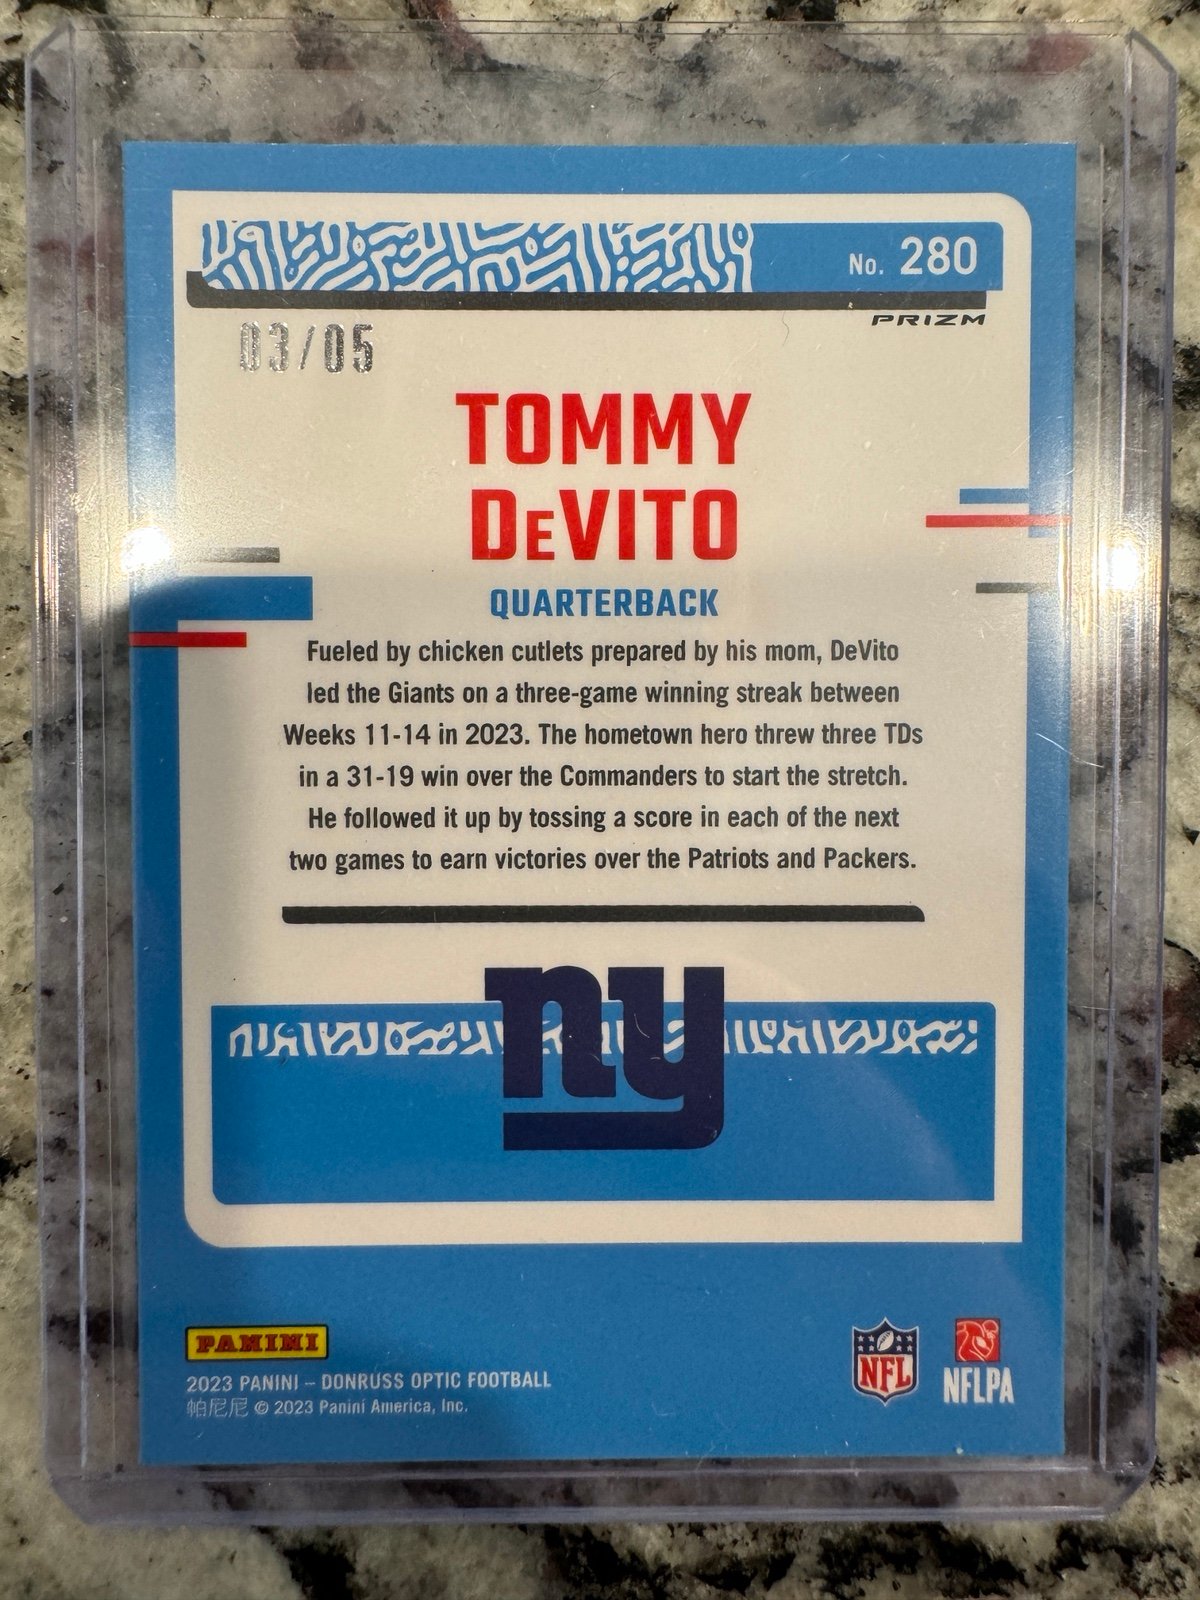 No. 280
PRIZM
03/05
TOMMY
DeVITO
QUARTERBACK
Fueled by chicken cutlets prepared by his mom, DeVito
led the Giants on a three-game winning streak between
Weeks 11-14 in 2023. The hometown hero threw three TDs
in a 31-19 win over the Commanders to start the stretch.
He followed it up by tossing a score in each of the next
two games to earn victories over the Patriots and Packers.
ny
PANINI
2023 PANINI – DONRUSS OPTIC FOOTBALL
帕尼尼 © 2023 Panini America, Inc.
NFL
NFLPA